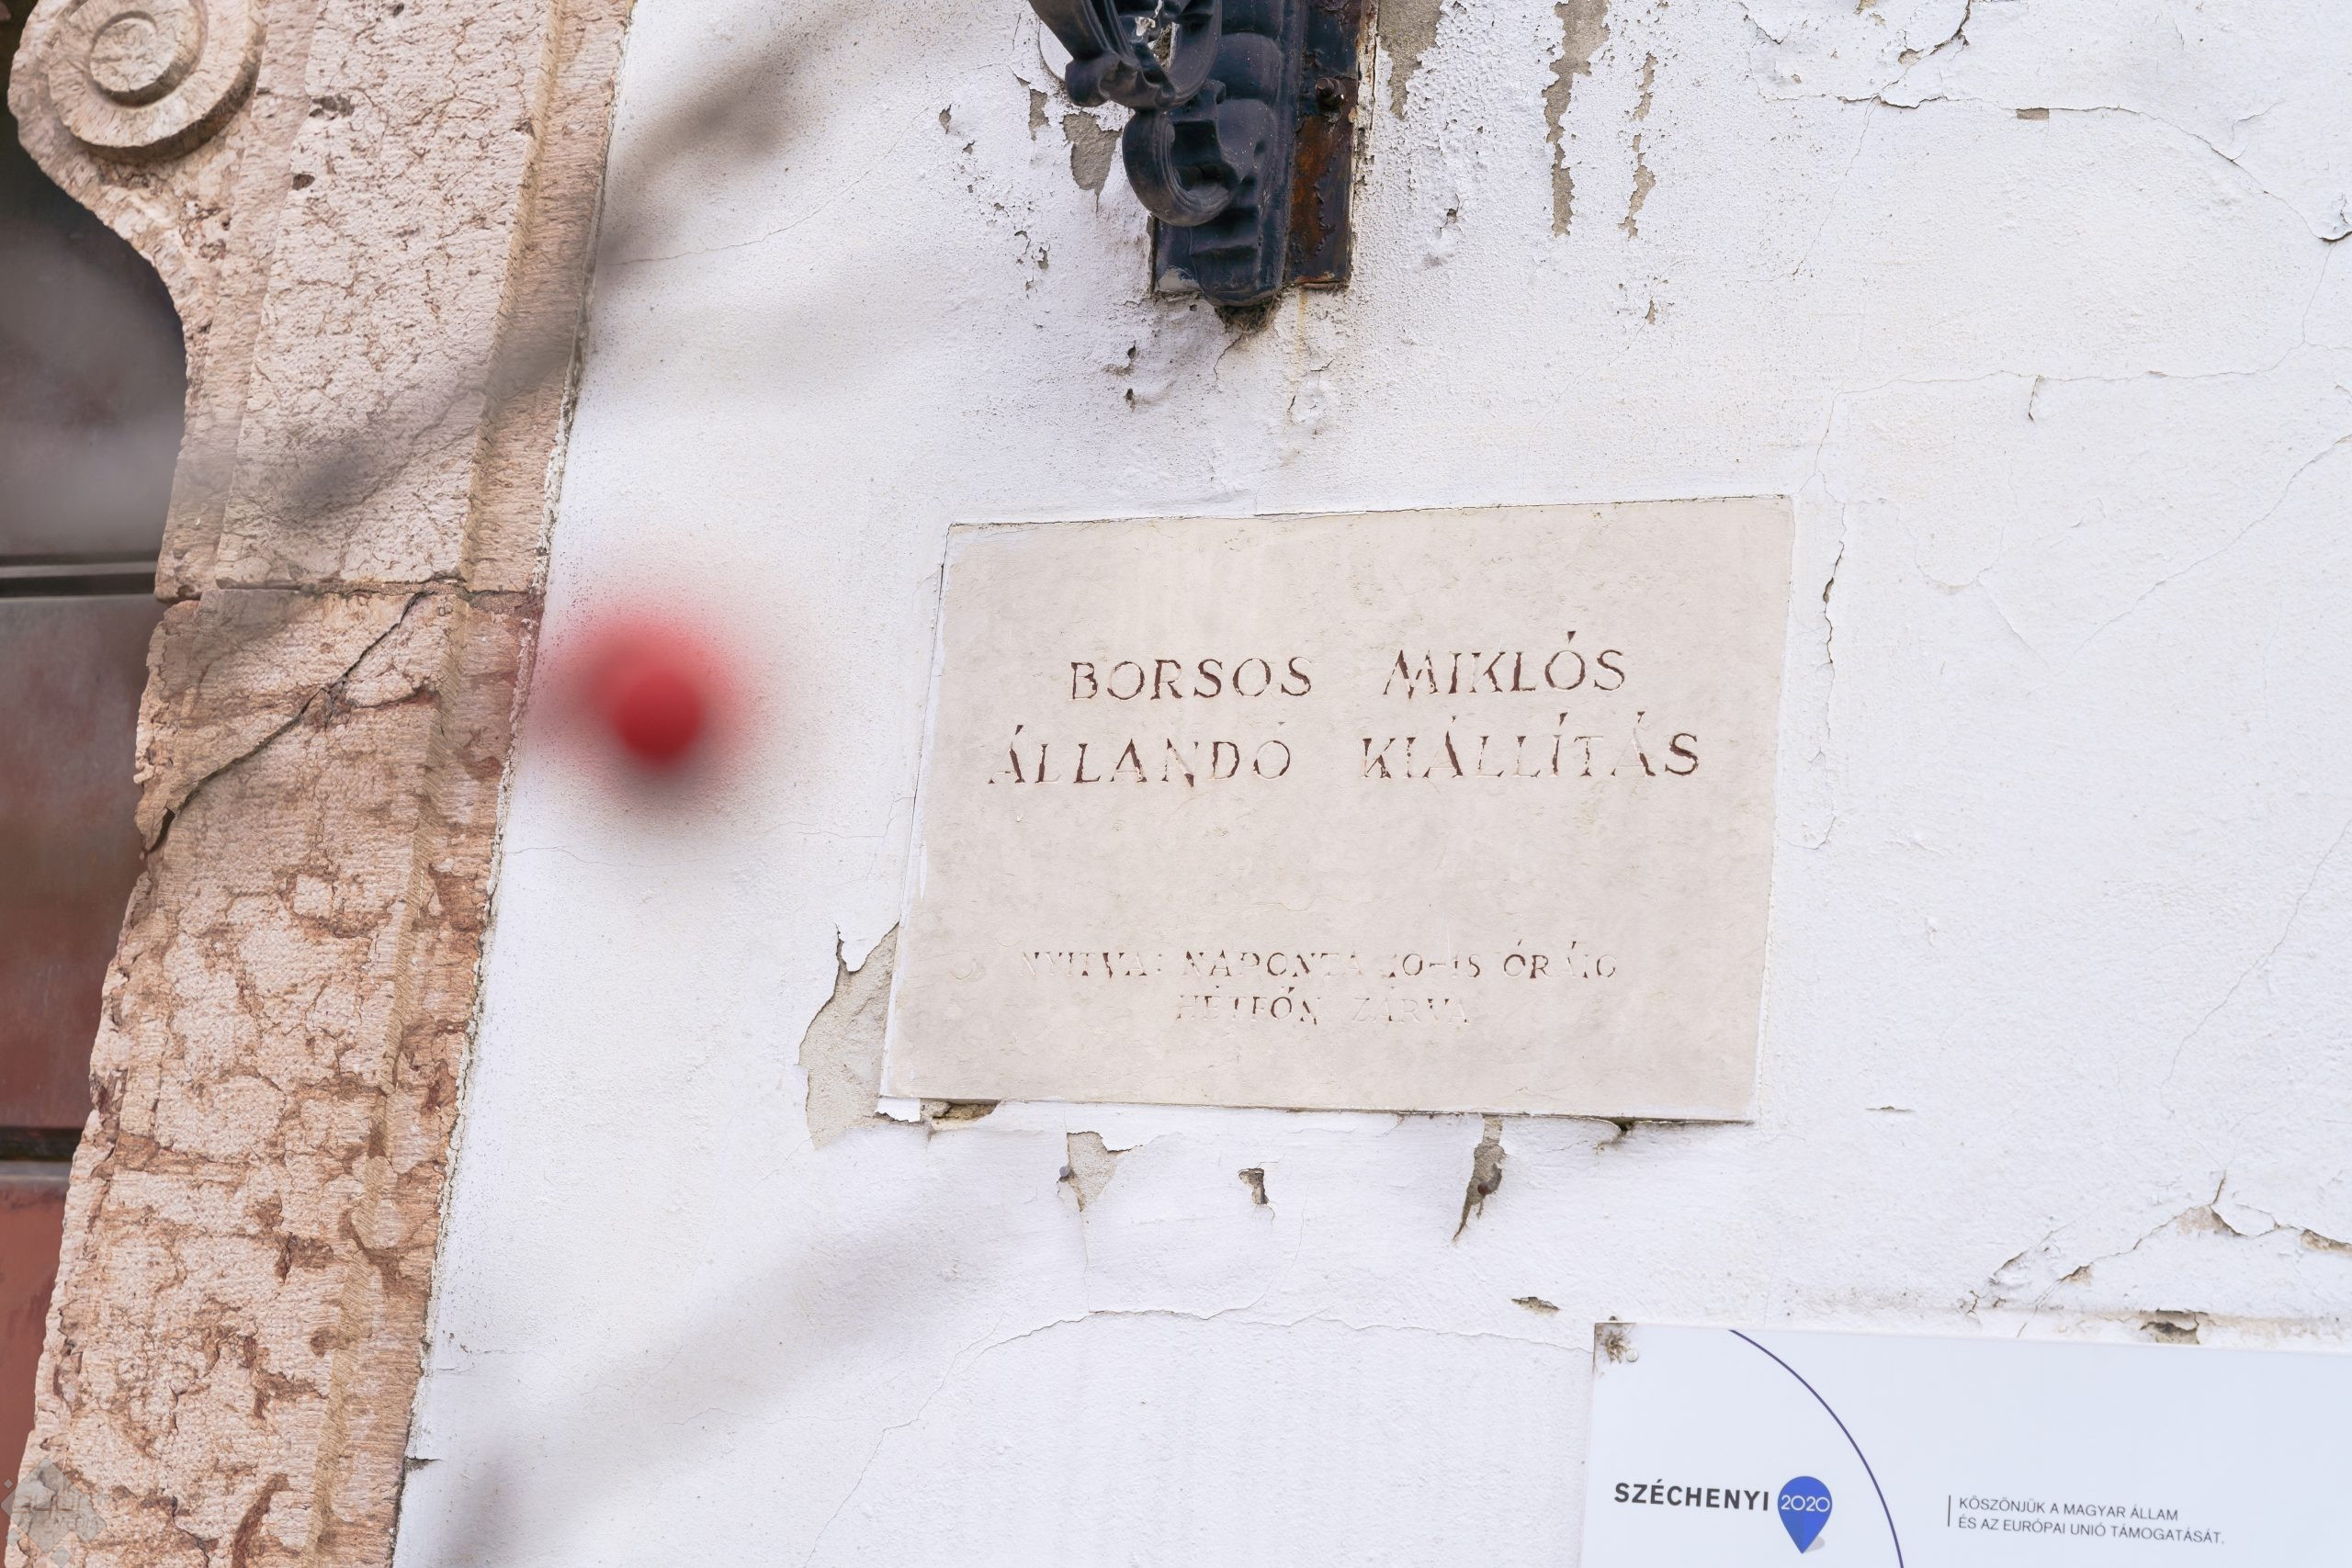 BORSOS MIKLÓS
ÁLLANDÓ KIÁLLÍTÁS
NYITVA: NAPONTA 10-18 ÓRÁIG
HÉTFŐN ZÁRVA
SZÉCHENYI 2020
KÖSZÖNJÜK A MAGYAR ÁLLAM
ÉS AZ EURÓPAI UNIÓ TÁMOGATÁSÁT.